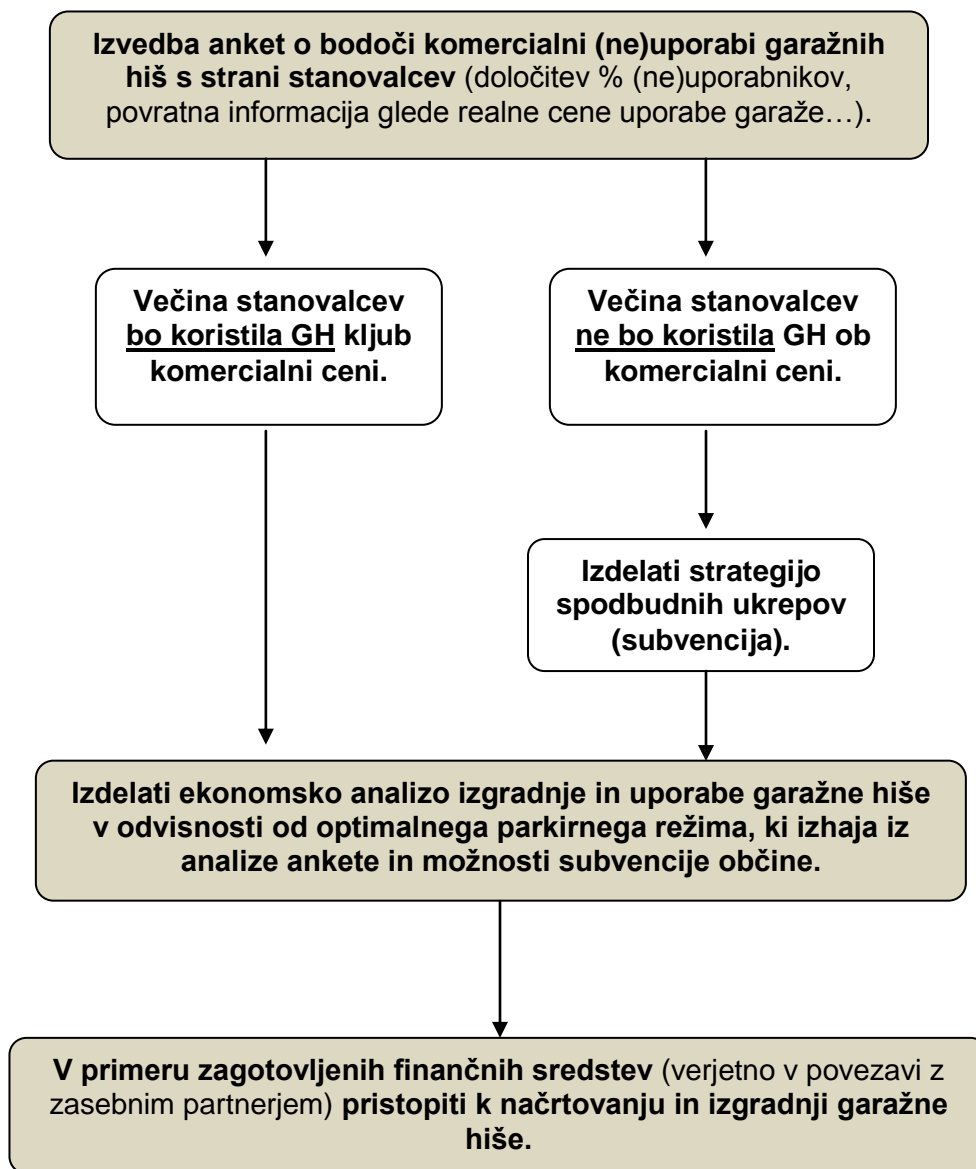 Izvedba anket o bodoči komercialni (ne)uporabi garažnih
hiš s strani stanovalcev (določitev % (ne)uporabnikov,
povratna informacija glede realne cene uporabe garaže…).
Večina stanovalcev
bo koristila GH kljub
komercialni ceni.
Večina stanovalcev
ne bo koristila GH ob
komercialni ceni.
Izdelati strategijo
spodbudnih ukrepov
(subvencija).
Izdelati ekonomsko analizo izgradnje in uporabe garažne hiše
v odvisnosti od optimalnega parkirnega režima, ki izhaja iz
analize ankete in možnosti subvencije občine.
V primeru zagotovljenih finančnih sredstev (verjetno v povezavi z
zasebnim partnerjem) pristopiti k načrtovanju in izgradnji garažne
hiše.